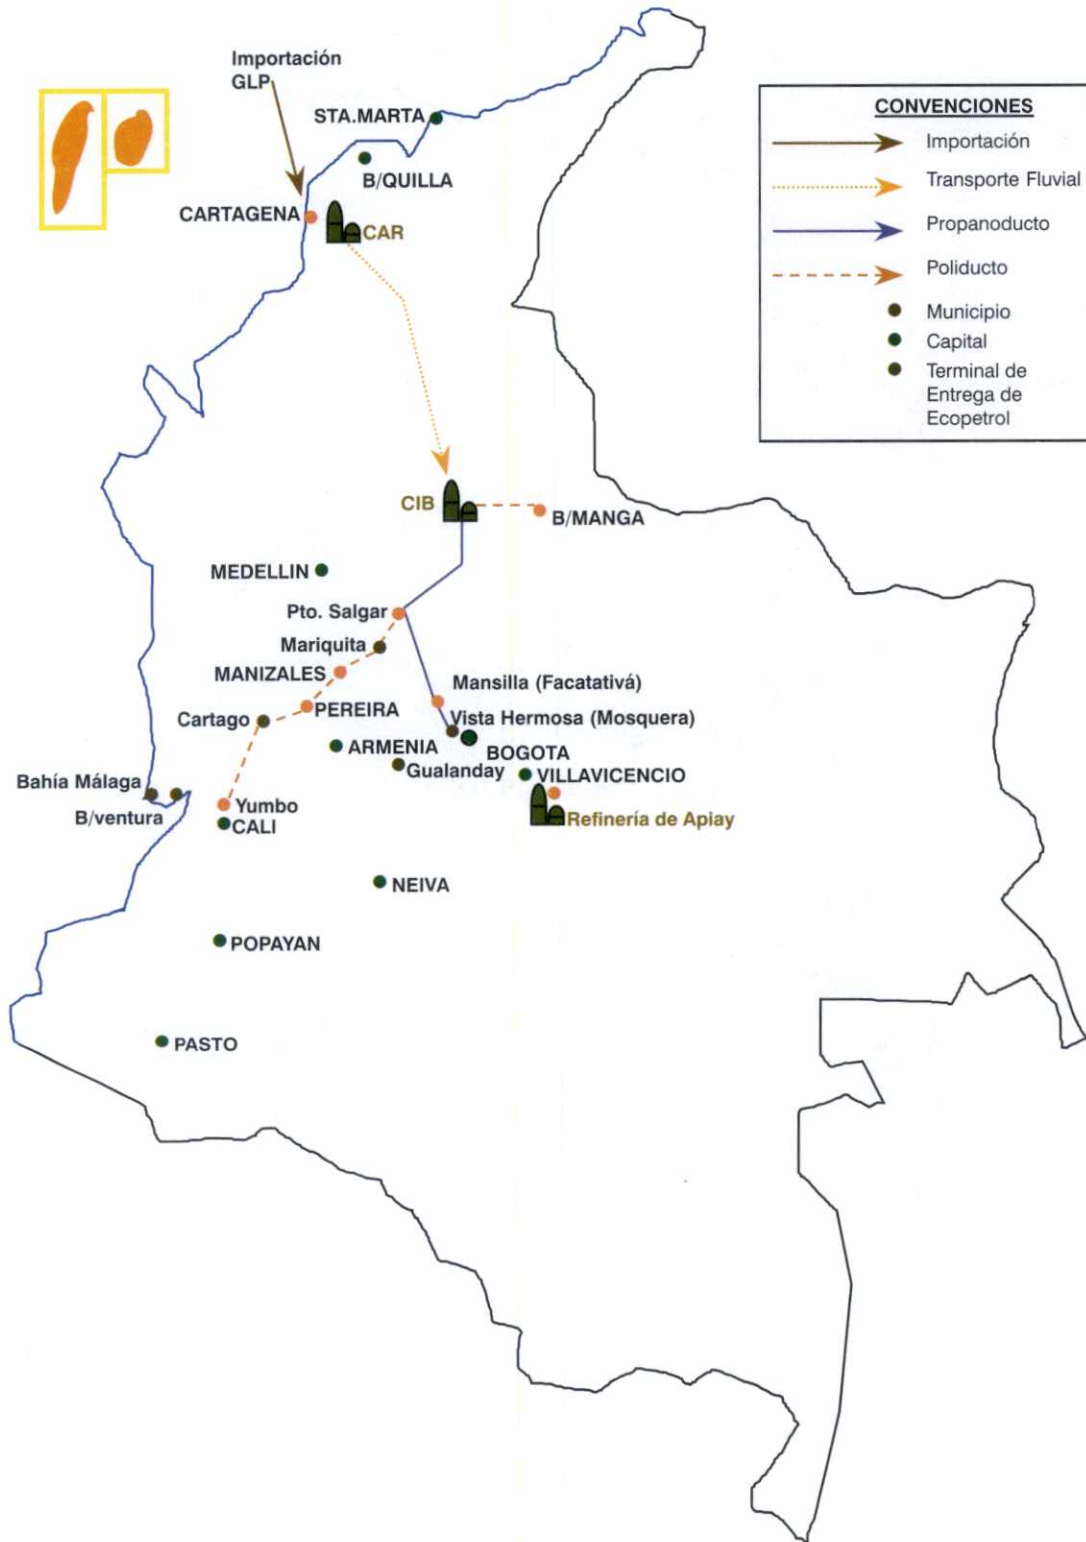 Importación
GLP
STA.MARTA
B/QUILLA
CARTAGENA
CAR
CONVENCIONES
Importación
Transporte Fluvial
Propanoducto
Poliducto
Municipio
Capital
Terminal de
Entrega de
Ecopetrol
CIB
B/MANGA
MEDELLIN
Pto. Salgar
Mariquita
MANIZALES
Mansilla (Facatativá)
PEREIRA
Cartago
Vista Hermosa (Mosquera)
ARMENIA
BOGOTA
Gualanday
VILLAVICENCIO
Bahía Málaga
B/ventura
Yumbo
CALI
Refinería de Apiay
NEIVA
POPAYAN
PASTO